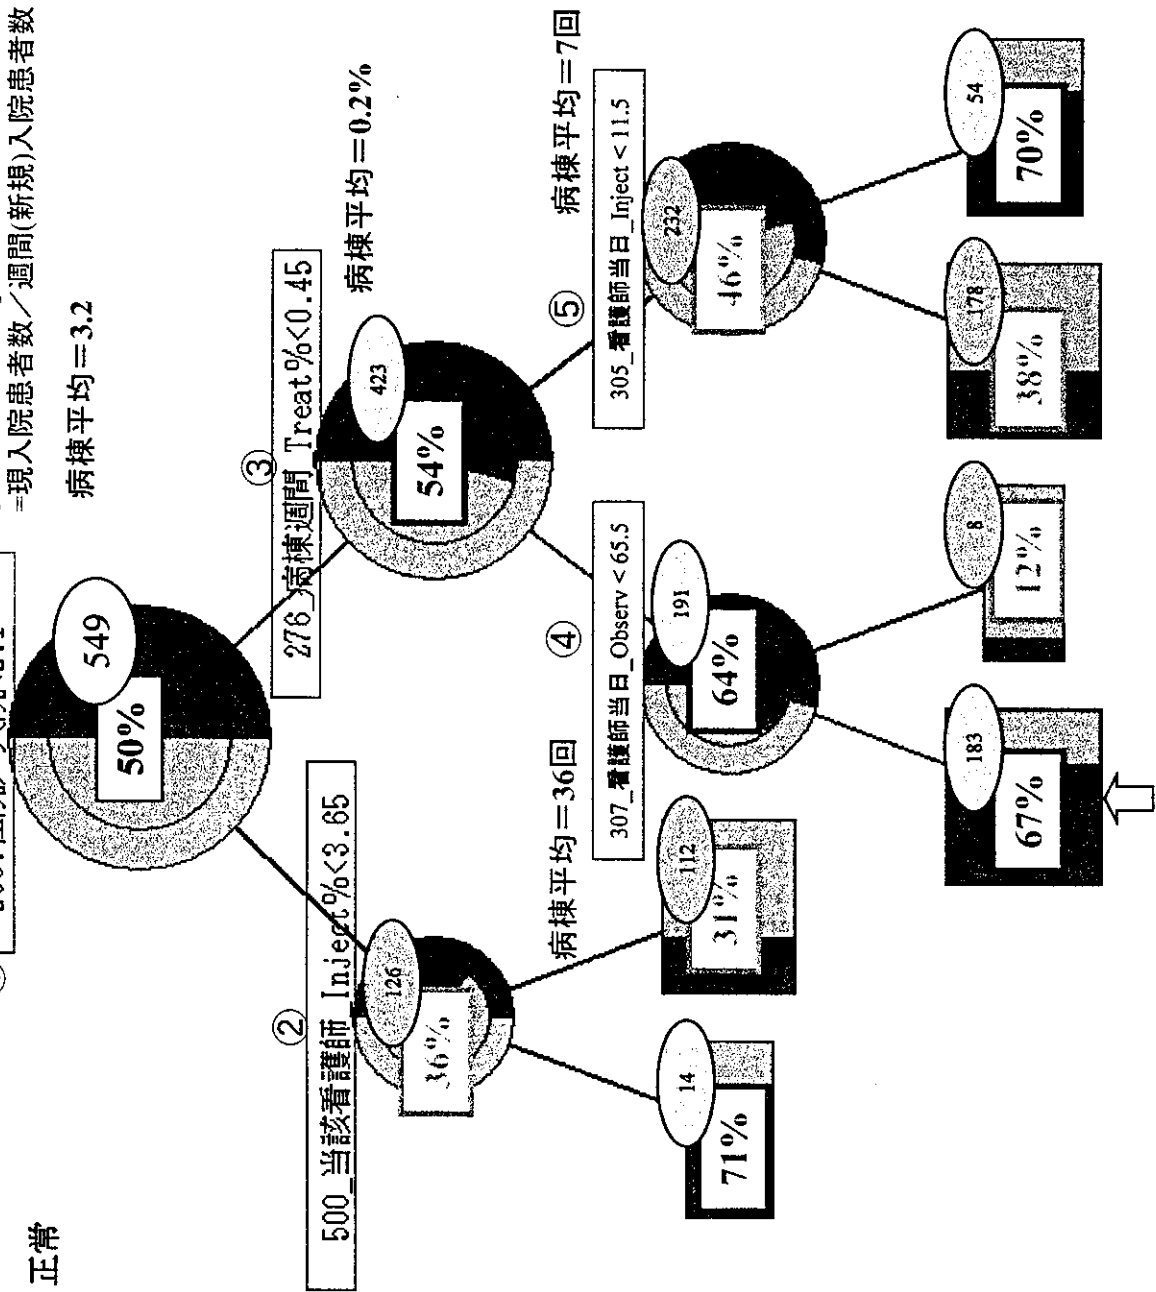 =現入院患者数／週間(新規)入院患者数
病棟平均＝3.2
正常
549
50%
②
500_当該看護師_Inject%<3.65
③
276_病棟週間_Treat%<0.45
病棟平均＝0.2%
126
36%
423
54%
病棟平均＝36回
④
307_看護師当日_Observ < 65.5
⑤
305_看護師当日_Inject < 11.5
病棟平均＝7回
14
71%
112
31%
191
64%
232
46%
183
67%
8
12%
178
38%
54
70%